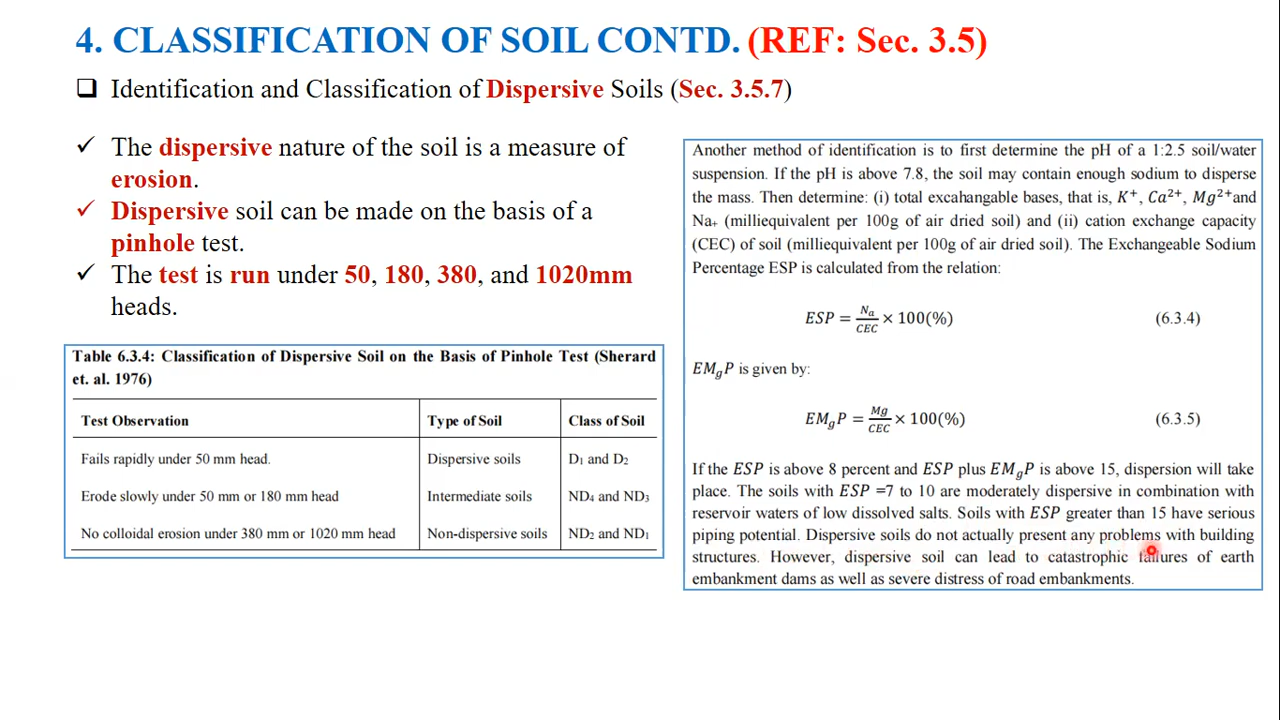 4. CLASSIFICATION OF SOIL CONTD. (REF: Sec. 3.5)
❑ Identification and Classification of Dispersive Soils (Sec. 3.5.7)
✓ The dispersive nature of the soil is a measure of
erosion.
✓ Dispersive soil can be made on the basis of a
pinhole test.
✓ The test is run under 50, 180, 380, and 1020mm
heads.
Table 6.3.4: Classification of Dispersive Soil on the Basis of Pinhole Test (Sherard
et. al. 1976)
Test Observation Type of Soil Class of Soil
Fails rapidly under 50 mm head. Dispersive soils D₁ and D₂
Erode slowly under 50 mm or 180 mm head Intermediate soils ND₄ and ND₃
No colloidal erosion under 380 mm or 1020 mm head Non-dispersive soils ND₂ and ND₁
Another method of identification is to first determine the pH of a 1:2.5 soil/water
suspension. If the pH is above 7.8, the soil may contain enough sodium to disperse
the mass. Then determine: (i) total excahangable bases, that is, K⁺, Ca²⁺, Mg²⁺and
Na₊ (milliequivalent per 100g of air dried soil) and (ii) cation exchange capacity
(CEC) of soil (milliequivalent per 100g of air dried soil). The Exchangeable Sodium
Percentage ESP is calculated from the relation:
ESP = Nₐ/CEC × 100(%) (6.3.4)
EM_gP is given by:
EM_gP = Mg/CEC × 100(%) (6.3.5)
If the ESP is above 8 percent and ESP plus EM_gP is above 15, dispersion will take
place. The soils with ESP =7 to 10 are moderately dispersive in combination with
reservoir waters of low dissolved salts. Soils with ESP greater than 15 have serious
piping potential. Dispersive soils do not actually present any problems with building
structures. However, dispersive soil can lead to catastrophic failures of earth
embankment dams as well as severe distress of road embankments.